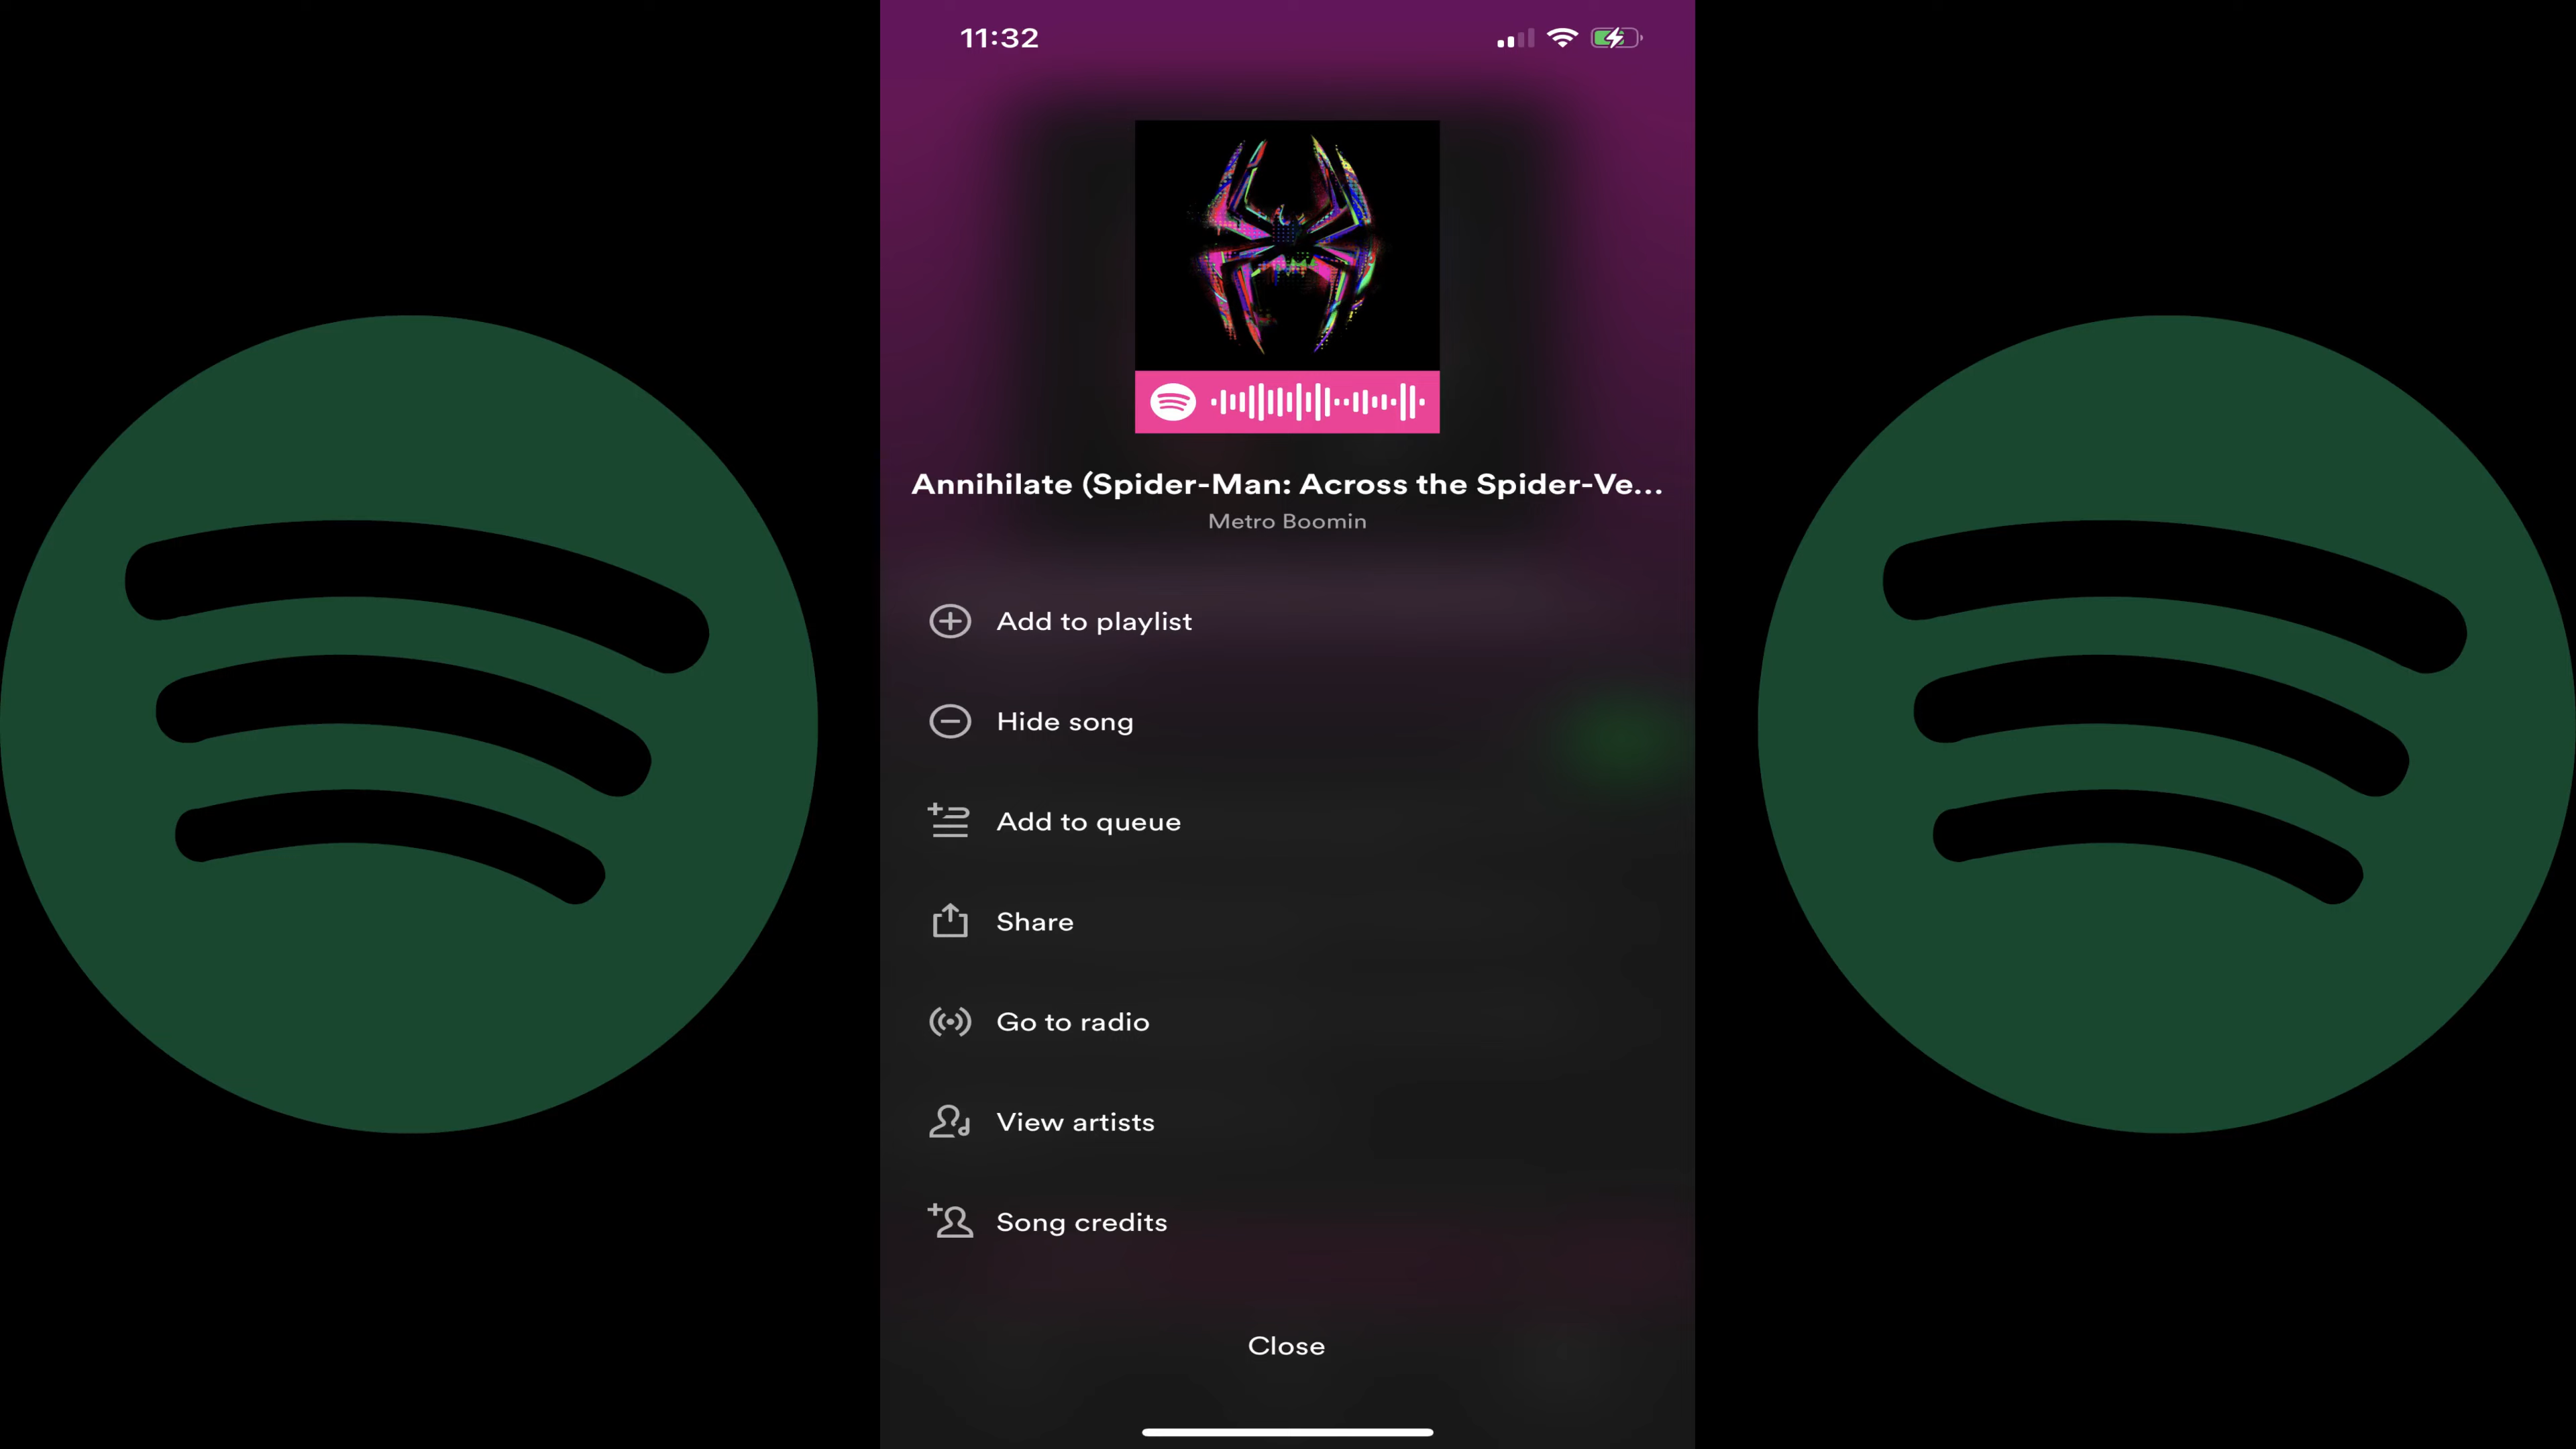 11:32
Annihilate (Spider-Man: Across the Spider-Ve...
Metro Boomin
Add to playlist
Hide song
Add to queue
Share
Go to radio
View artists
Song credits
Close